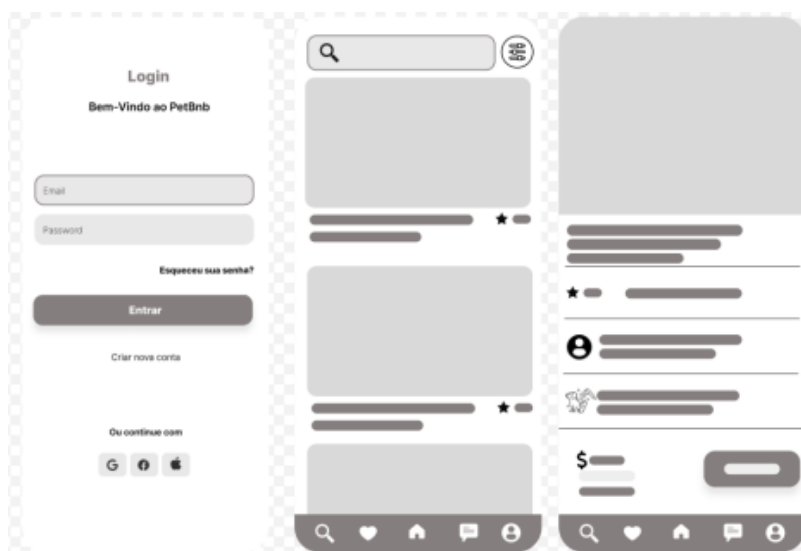 Login
Bem-Vindo ao PetBnb
Email
Password
Esqueceu sua senha?
Entrar
Criar nova conta
Ou continue com
$